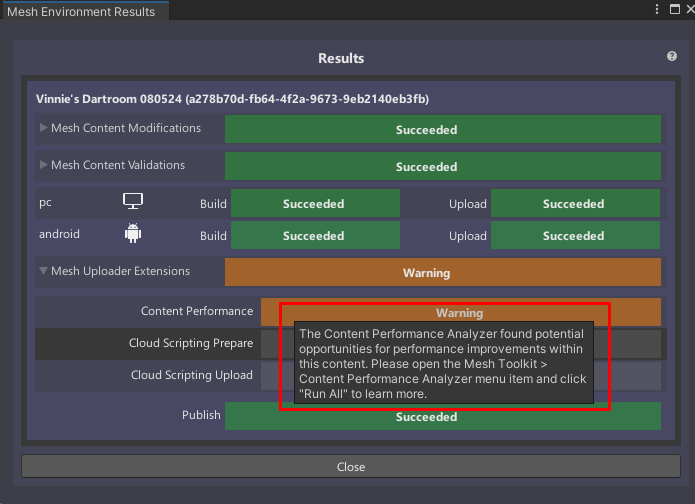 Mesh Environment Results
Results
Vinnie's Dartroom 080524 (a278b70d-fb64-4f2a-9673-9eb2140eb3fb)
Mesh Content Modifications Succeeded
Mesh Content Validations Succeeded
pc Build Succeeded Upload Succeeded
android Build Succeeded Upload Succeeded
Mesh Uploader Extensions Warning
Content Performance Warning
The Content Performance Analyzer found potential
opportunities for performance improvements within
this content. Please open the Mesh Toolkit >
Content Performance Analyzer menu item and click
"Run All" to learn more.
Cloud Scripting Prepare
Cloud Scripting Upload
Publish Succeeded
Close